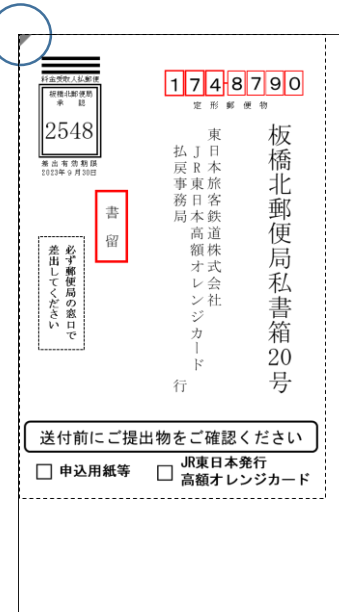 料金受取人払郵便
板橋北郵便局
承認
2548
差出有効期限
2023年9月30日
174-8790
定形郵便物
板橋北郵便局私書箱20号
東日本旅客鉄道株式会社
JR東日本高額オレンジカード
払戻事務局
行
書留
必ず郵便局の窓口で
差出してください
送付前にご提出物をご確認ください
□ 申込用紙等
□ JR東日本発行
高額オレンジカード